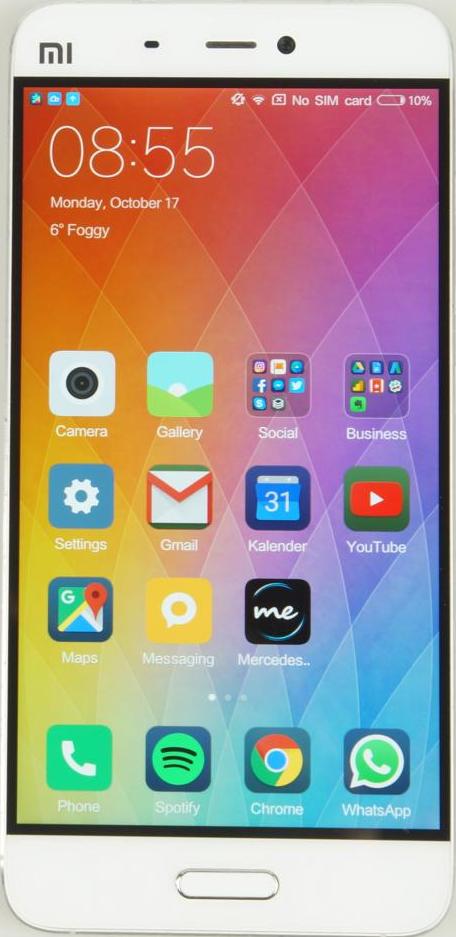 MI
No SIM card 10%
08:55
Monday, October 17
6° Foggy
Camera Gallery Social Business
31
Settings Gmail Kalender YouTube
G me
Maps Messaging Mercedes..
Phone Spotify Chrome WhatsApp